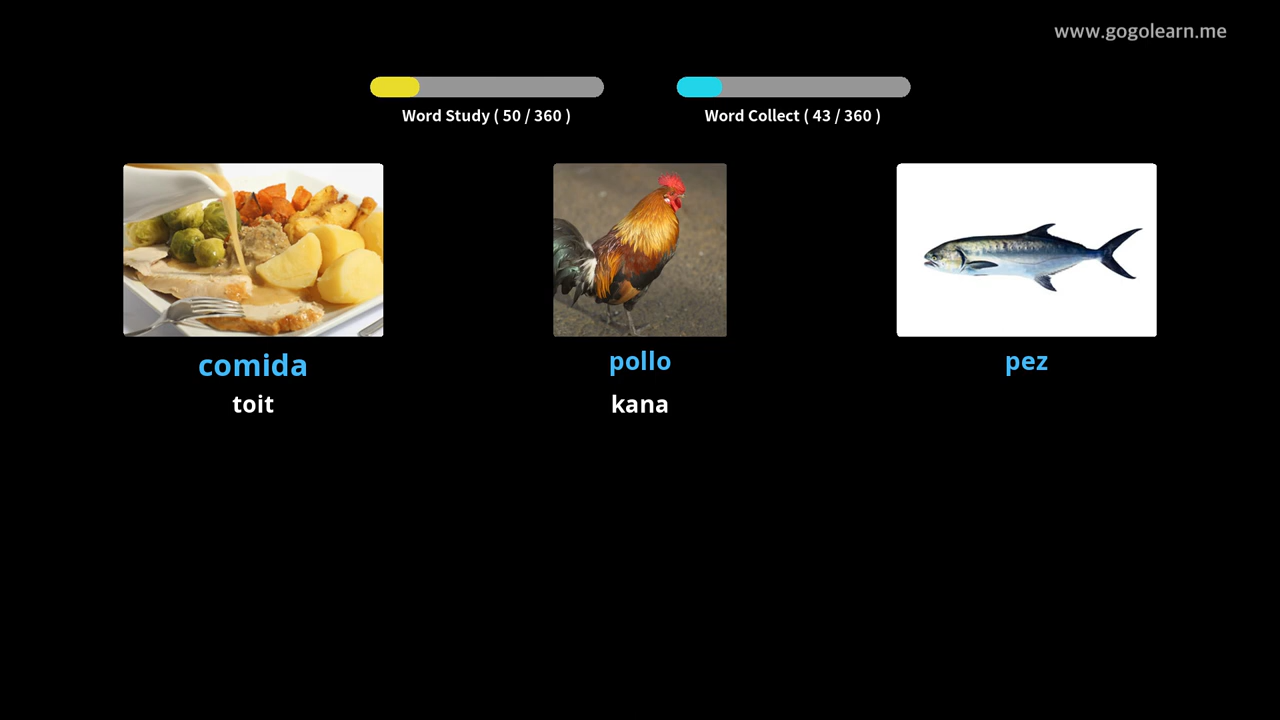 www.gogolearn.me
Word Study ( 50 / 360 )
Word Collect ( 43 / 360 )
comida
toit
pollo
kana
pez